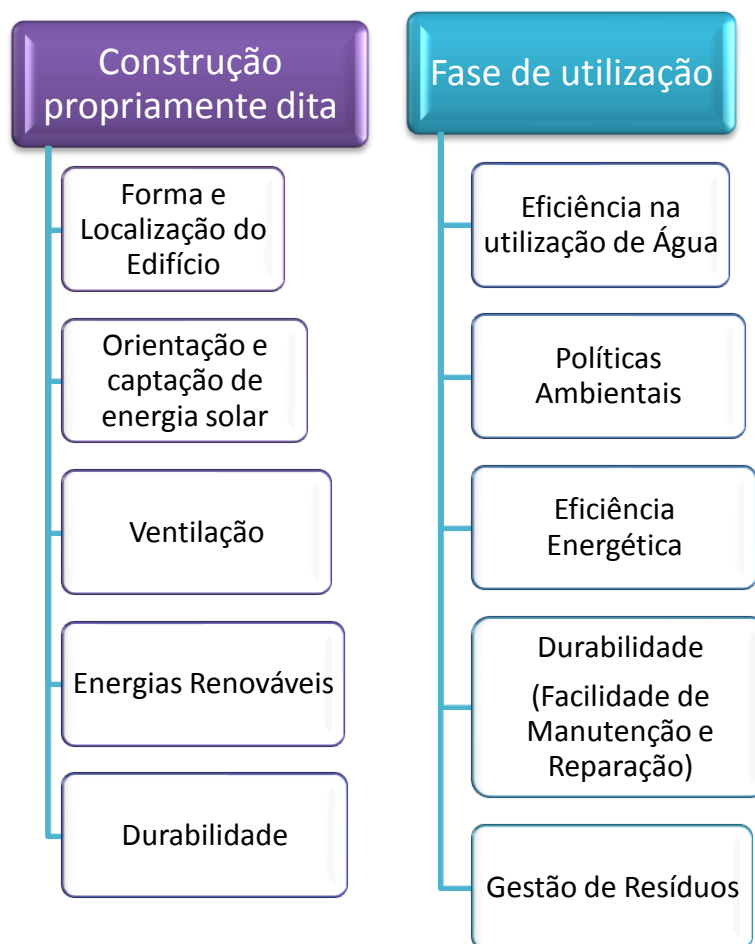 Construção
propriamente dita
Forma e
Localização do
Edifício
Orientação e
captação de
energia solar
Ventilação
Energias Renováveis
Durabilidade
Fase de utilização
Eficiência na
utilização de Água
Políticas
Ambientais
Eficiência
Energética
Durabilidade
(Facilidade de
Manutenção e
Reparação)
Gestão de Resíduos